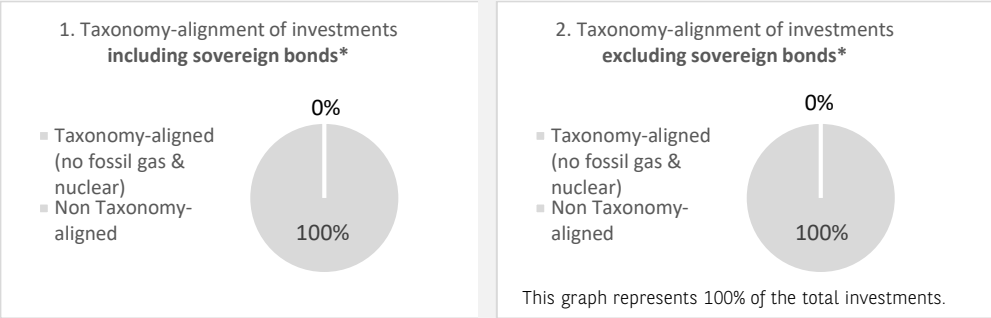 1. Taxonomy-alignment of investments
including sovereign bonds*
0%
Taxonomy-aligned
(no fossil gas &
nuclear)
Non Taxonomy-
aligned
100%
2. Taxonomy-alignment of investments
excluding sovereign bonds*
0%
Taxonomy-aligned
(no fossil gas &
nuclear)
Non Taxonomy-
aligned
100%
This graph represents 100% of the total investments.